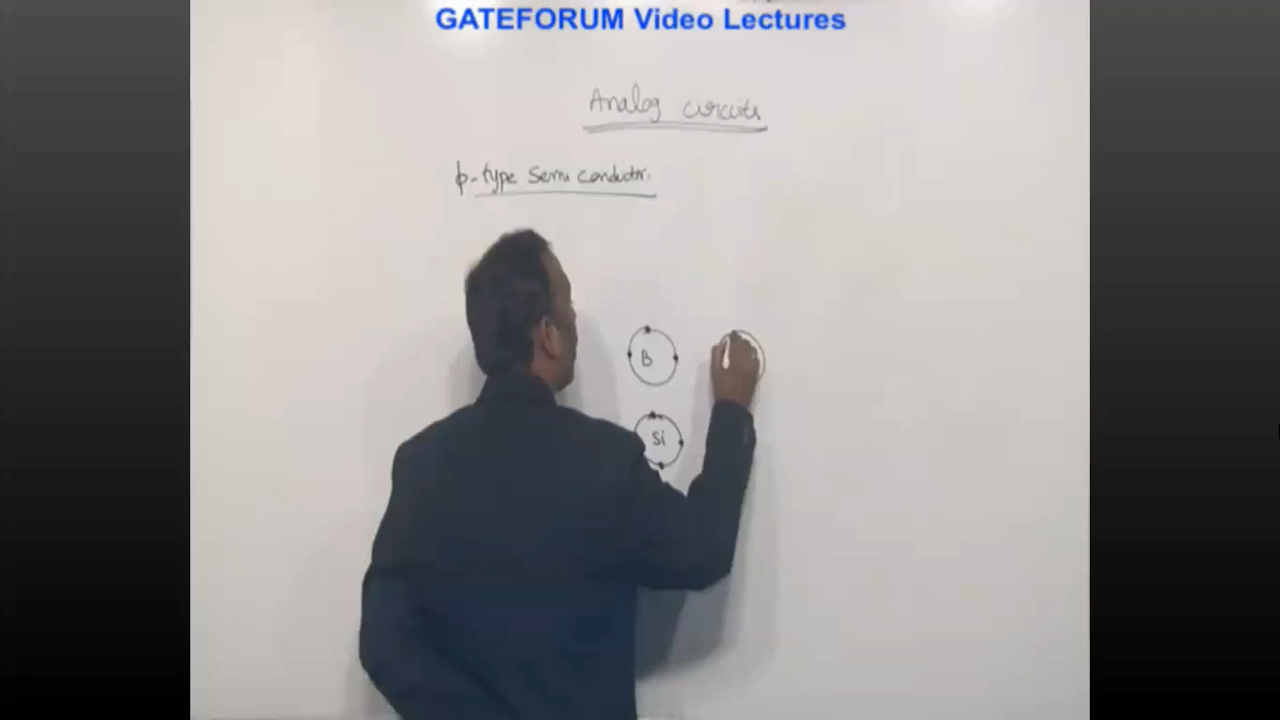 GATEFORUM Video Lectures
Analog circuits
p-type Semi conductor.
B
Si